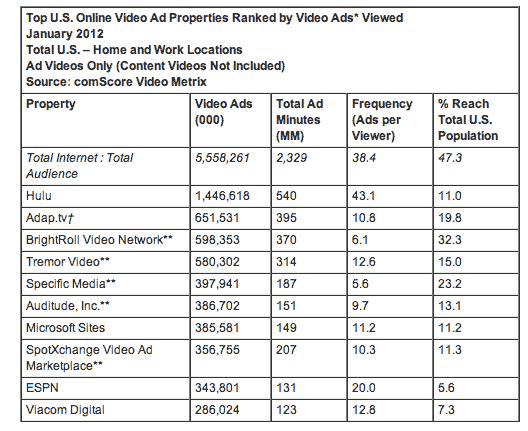 Top U.S. Online Video Ad Properties Ranked by Video Ads* Viewed
January 2012
Total U.S. – Home and Work Locations
Ad Videos Only (Content Videos Not Included)
Source: comScore Video Metrix
Property Video Ads (000) Total Ad Minutes (MM) Frequency (Ads per Viewer) % Reach Total U.S. Population
Total Internet : Total Audience 5,558,261 2,329 38.4 47.3
Hulu 1,446,618 540 43.1 11.0
Adap.tv† 651,531 395 10.8 19.8
BrightRoll Video Network** 598,353 370 6.1 32.3
Tremor Video** 580,302 314 12.6 15.0
Specific Media** 397,941 187 5.6 23.2
Auditude, Inc.** 386,702 151 9.7 13.1
Microsoft Sites 385,581 149 11.2 11.2
SpotXchange Video Ad Marketplace** 356,755 207 10.3 11.3
ESPN 343,801 131 20.0 5.6
Viacom Digital 286,024 123 12.8 7.3